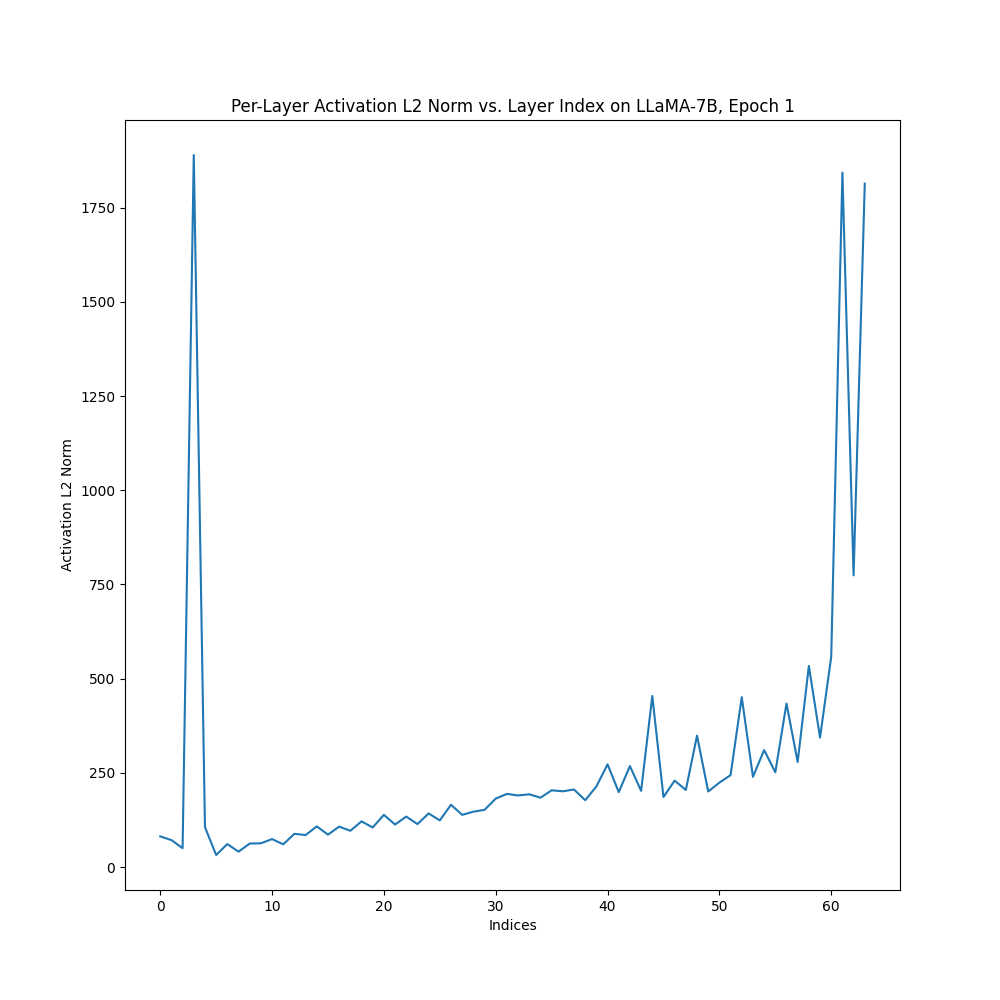 Per-Layer Activation L2 Norm vs. Layer Index on LLaMA-7B, Epoch 1
1750
1500
1250
1000
750
500
250
0
Activation L2 Norm
0 10 20 30 40 50 60
Indices